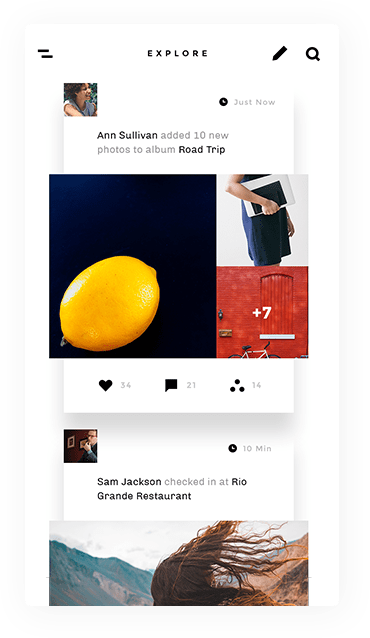 EXPLORE
Just Now
Ann Sullivan added 10 new
photos to album Road Trip
+7
34
21
14
10 Min
Sam Jackson checked in at Rio
Grande Restaurant